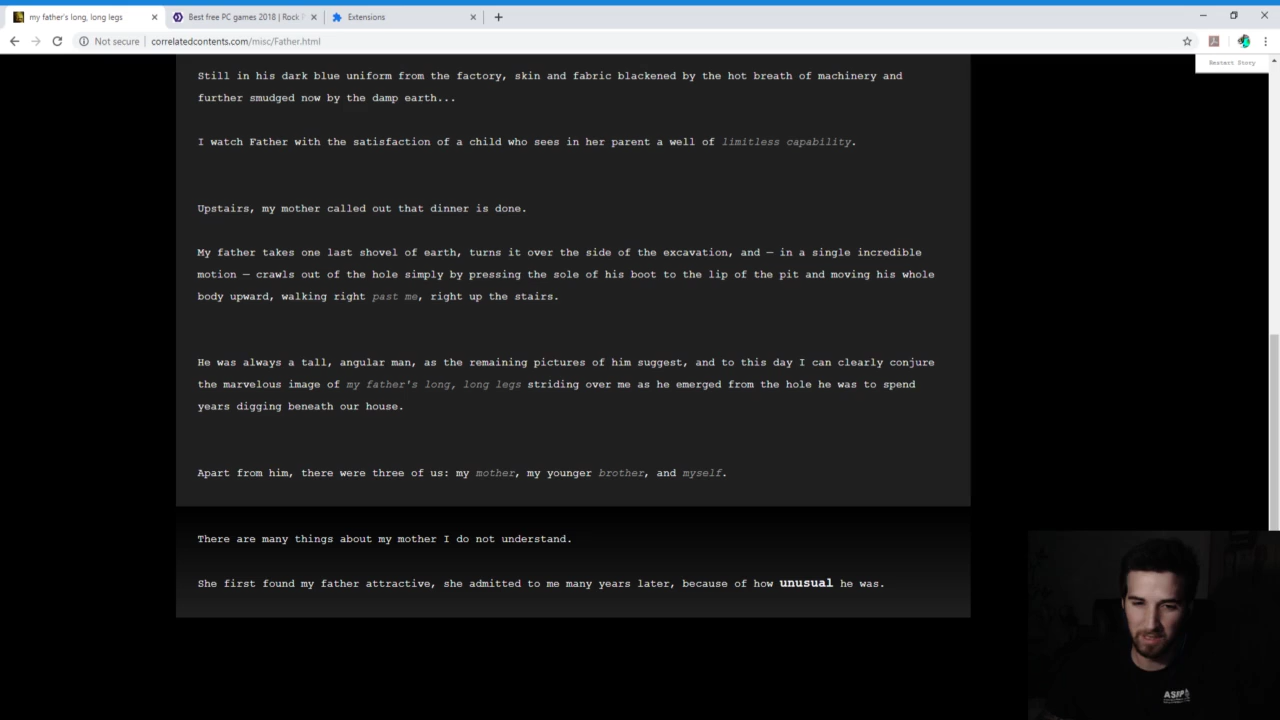 my father's long, long legs
Best free PC games 2018 | Rock P
Extensions
Not secure | correlatedcontents.com/misc/Father.html
Restart Story
Still in his dark blue uniform from the factory, skin and fabric blackened by the hot breath of machinery and
further smudged now by the damp earth...
I watch Father with the satisfaction of a child who sees in her parent a well of limitless capability.
Upstairs, my mother called out that dinner is done.
My father takes one last shovel of earth, turns it over the side of the excavation, and — in a single incredible
motion — crawls out of the hole simply by pressing the sole of his boot to the lip of the pit and moving his whole
body upward, walking right past me, right up the stairs.
He was always a tall, angular man, as the remaining pictures of him suggest, and to this day I can clearly conjure
the marvelous image of my father's long, long legs striding over me as he emerged from the hole he was to spend
years digging beneath our house.
Apart from him, there were three of us: my mother, my younger brother, and myself.
There are many things about my mother I do not understand.
She first found my father attractive, she admitted to me many years later, because of how unusual he was.